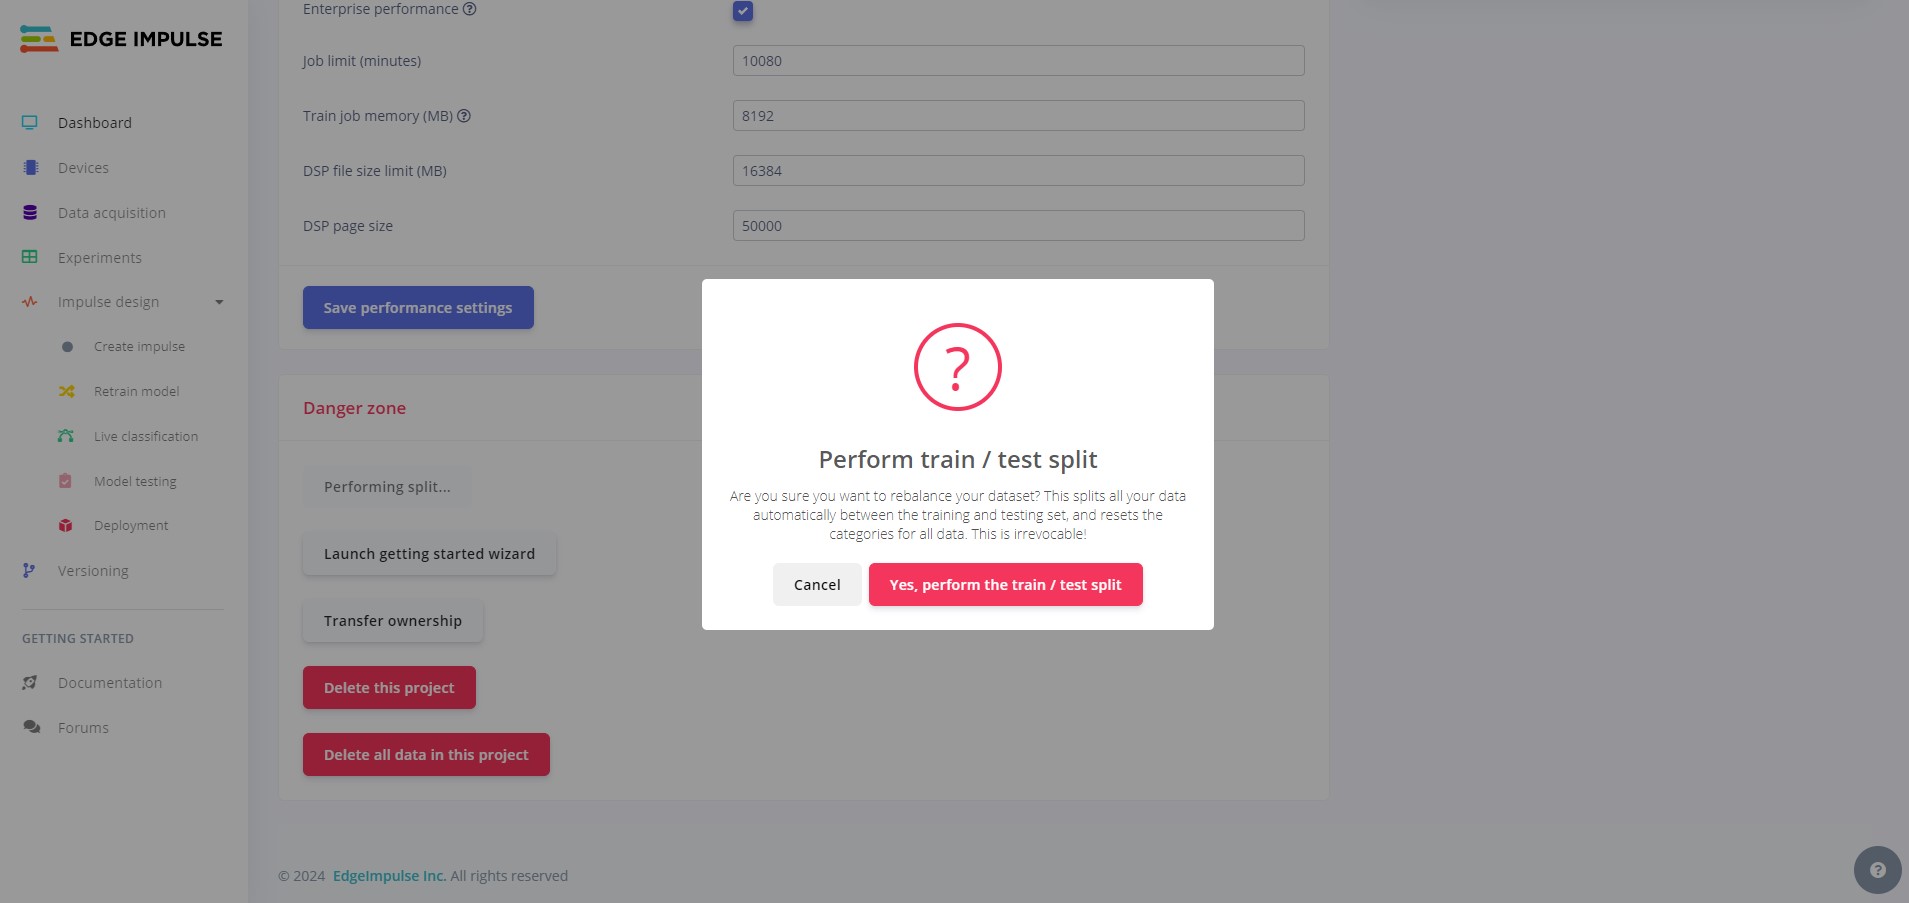 EDGE IMPULSE
Dashboard
Devices
Data acquisition
Experiments
Impulse design
Create impulse
Retrain model
Live classification
Model testing
Deployment
Versioning
GETTING STARTED
Documentation
Forums
Enterprise performance ?
Job limit (minutes)
10080
Train job memory (MB) ?
8192
DSP file size limit (MB)
16384
DSP page size
50000
Save performance settings
Danger zone
Performing split...
Launch getting started wizard
Transfer ownership
Delete this project
Delete all data in this project
?
Perform train / test split
Are you sure you want to rebalance your dataset? This splits all your data
automatically between the training and testing set, and resets the
categories for all data. This is irrevocable!
Cancel
Yes, perform the train / test split
© 2024 EdgeImpulse Inc. All rights reserved
?